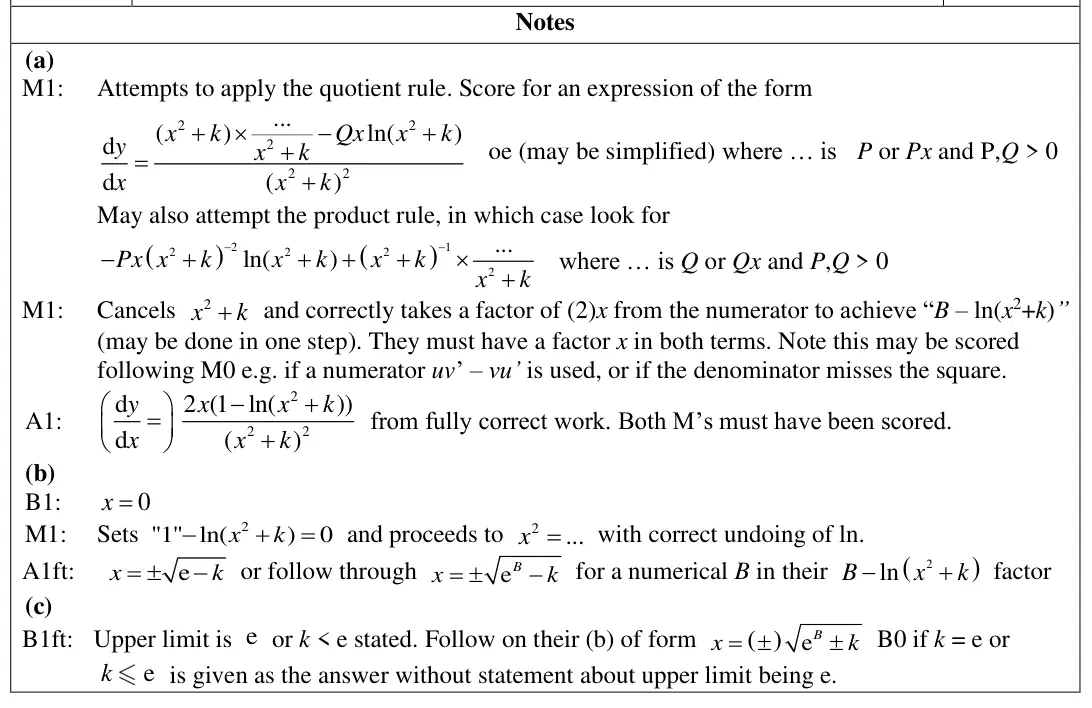 Notes
(a)
M1: Attempts to apply the quotient rule. Score for an expression of the form
dy/dx = ((x² + k) × .../(x² + k) − Qx ln(x² + k))/(x² + k)² oe (may be simplified) where … is P or Px and P,Q > 0
May also attempt the product rule, in which case look for
−Px(x² + k)⁻² ln(x² + k) + (x² + k)⁻¹ × .../(x² + k) where … is Q or Qx and P,Q > 0
M1: Cancels x² + k and correctly takes a factor of (2)x from the numerator to achieve “B – ln(x²+k)”
(may be done in one step). They must have a factor x in both terms. Note this may be scored
following M0 e.g. if a numerator uv’ – vu’ is used, or if the denominator misses the square.
A1: (dy/dx =) 2x(1 − ln(x² + k))/(x² + k)² from fully correct work. Both M’s must have been scored.
(b)
B1: x = 0
M1: Sets "1"− ln(x² + k) = 0 and proceeds to x² = ... with correct undoing of ln.
A1ft: x = ±√(e − k) or follow through x = ±√(e^B − k) for a numerical B in their B − ln(x² + k) factor
(c)
B1ft: Upper limit is e or k < e stated. Follow on their (b) of form x = (±)√(e^B ± k) B0 if k = e or
k ⩽ e is given as the answer without statement about upper limit being e.